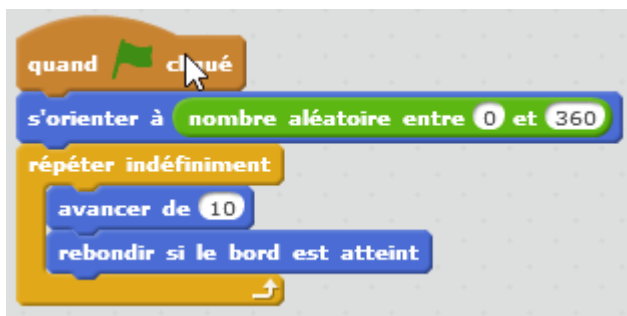 quand cliqué
s'orienter à nombre aléatoire entre 0 et 360
répéter indéfiniment
avancer de 10
rebondir si le bord est atteint